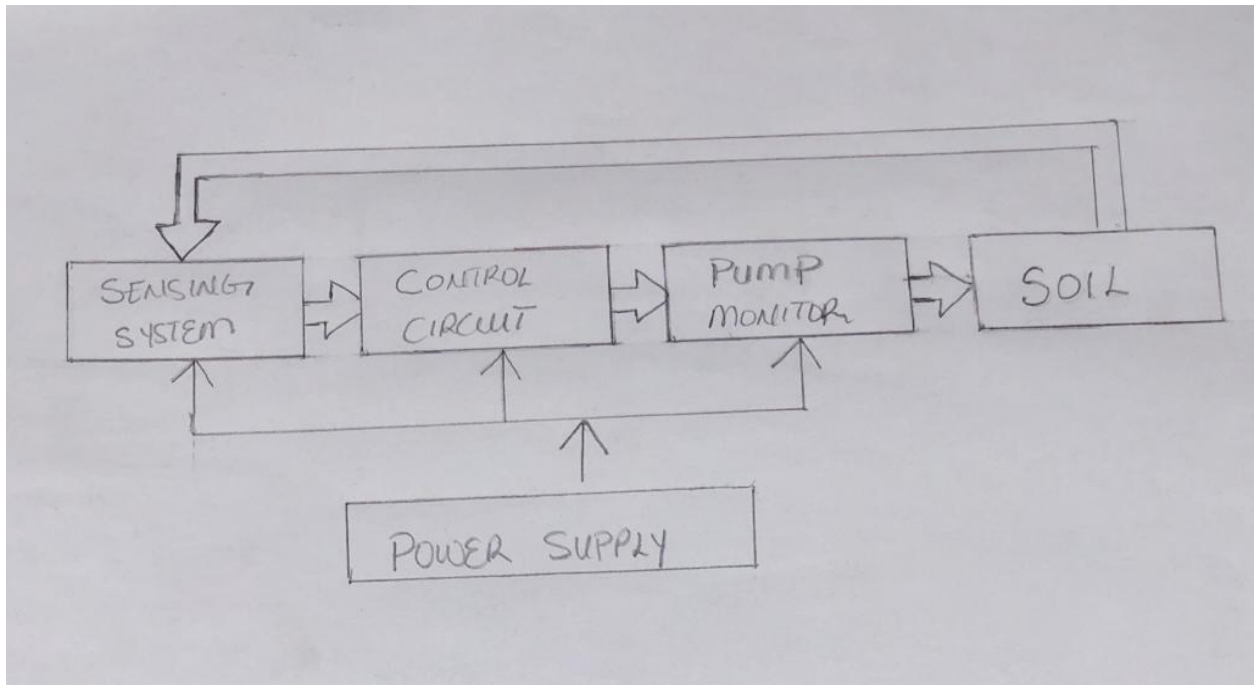 SENSING
SYSTEM
CONTROL
CIRCUIT
PUMP
MONITOR
SOIL
POWER SUPPLY